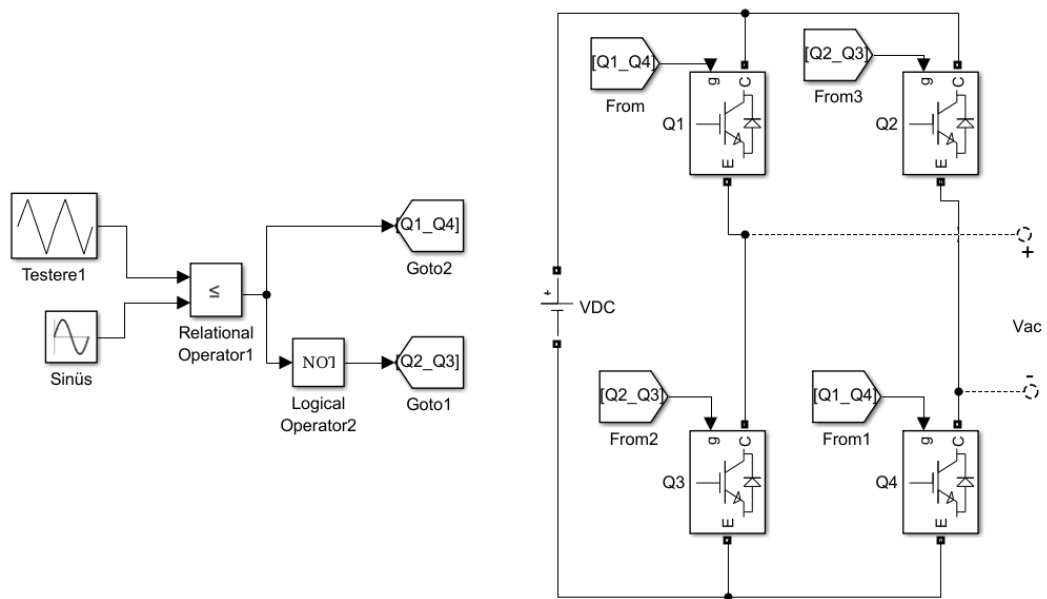 [Q1_Q4]
From
g
C
Q1
E
[Q2_Q3]
From3
g
C
Q2
E
Testere1
Sinüs
≤
Relational
Operator1
[Q1_Q4]
Goto2
NOT
Logical
Operator2
[Q2_Q3]
Goto1
+
VDC
+
Vac
-
[Q2_Q3]
From2
g
C
Q3
E
[Q1_Q4]
From1
g
C
Q4
E